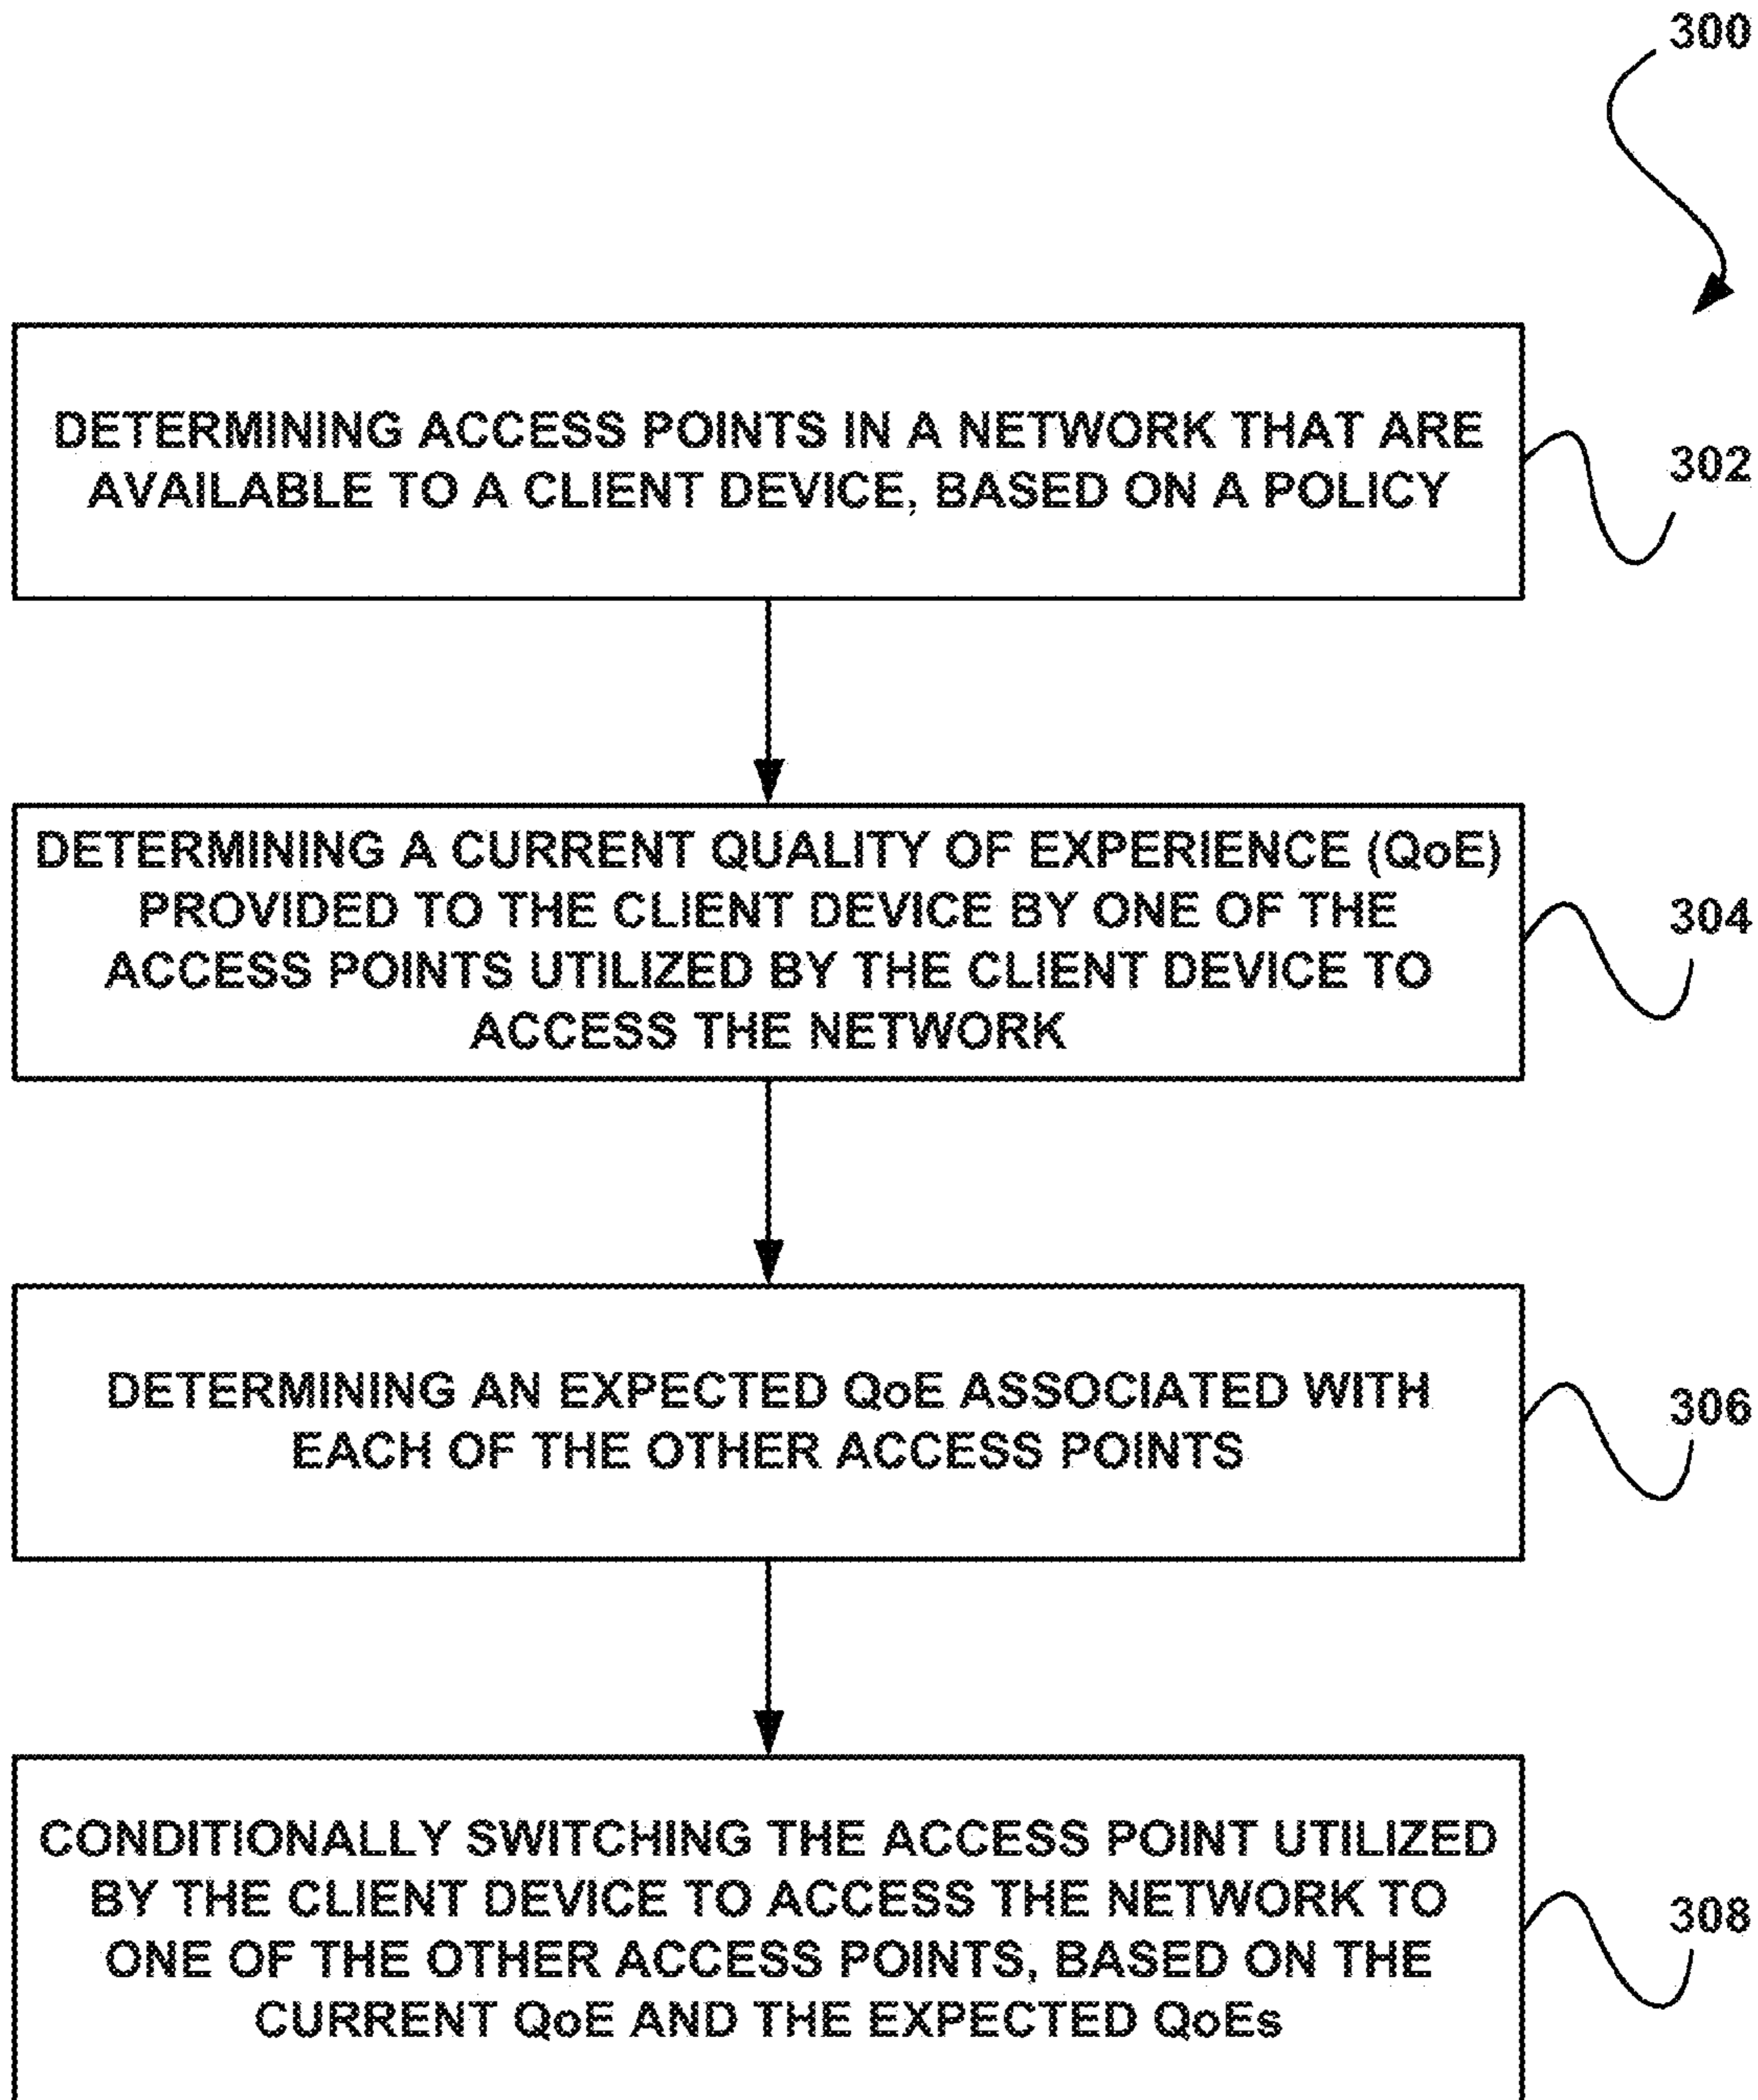 300
DETERMINING ACCESS POINTS IN A NETWORK THAT ARE
AVAILABLE TO A CLIENT DEVICE, BASED ON A POLICY
302
DETERMINING A CURRENT QUALITY OF EXPERIENCE (QoE)
PROVIDED TO THE CLIENT DEVICE BY ONE OF THE
ACCESS POINTS UTILIZED BY THE CLIENT DEVICE TO
ACCESS THE NETWORK
304
DETERMINING AN EXPECTED QoE ASSOCIATED WITH
EACH OF THE OTHER ACCESS POINTS
306
CONDITIONALLY SWITCHING THE ACCESS POINT UTILIZED
BY THE CLIENT DEVICE TO ACCESS THE NETWORK TO
ONE OF THE OTHER ACCESS POINTS, BASED ON THE
CURRENT QoE AND THE EXPECTED QoEs
308